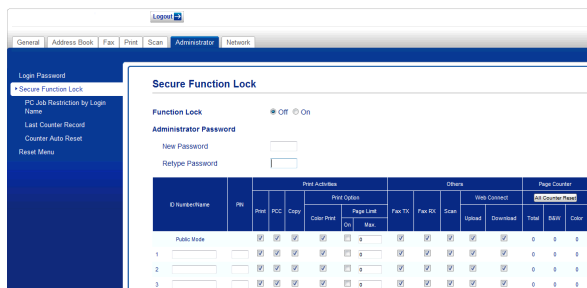 Logout
General Address Book Fax Print Scan Administrator Network
Login Password
Secure Function Lock
PC Job Restriction by Login Name
Last Counter Record
Counter Auto Reset
Reset Menu
Secure Function Lock
Function Lock Off On
Administrator Password
New Password
Retype Password
Print Activities Others Page Counter
Print Option Web Connect All Counter Reset
ID Number/Name PIN Print PCC Copy Color Print Page Limit Fax TX Fax RX Scan Upload Download Total B&W Color
On Max.
Public Mode 0 0 0 0
1 0 0 0 0
2 0 0 0 0
3 0 0 0 0